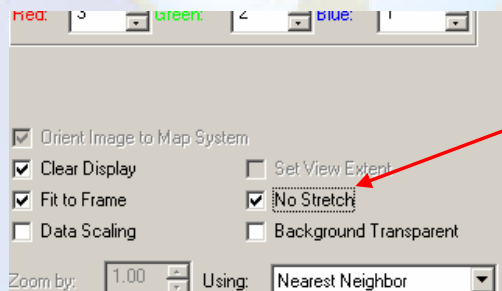 Red: 3 Green: 2 Blue: 1
Orient Image to Map System
Clear Display Set View Extent
Fit to Frame No Stretch
Data Scaling Background Transparent
Zoom by: 1.00 Using: Nearest Neighbor